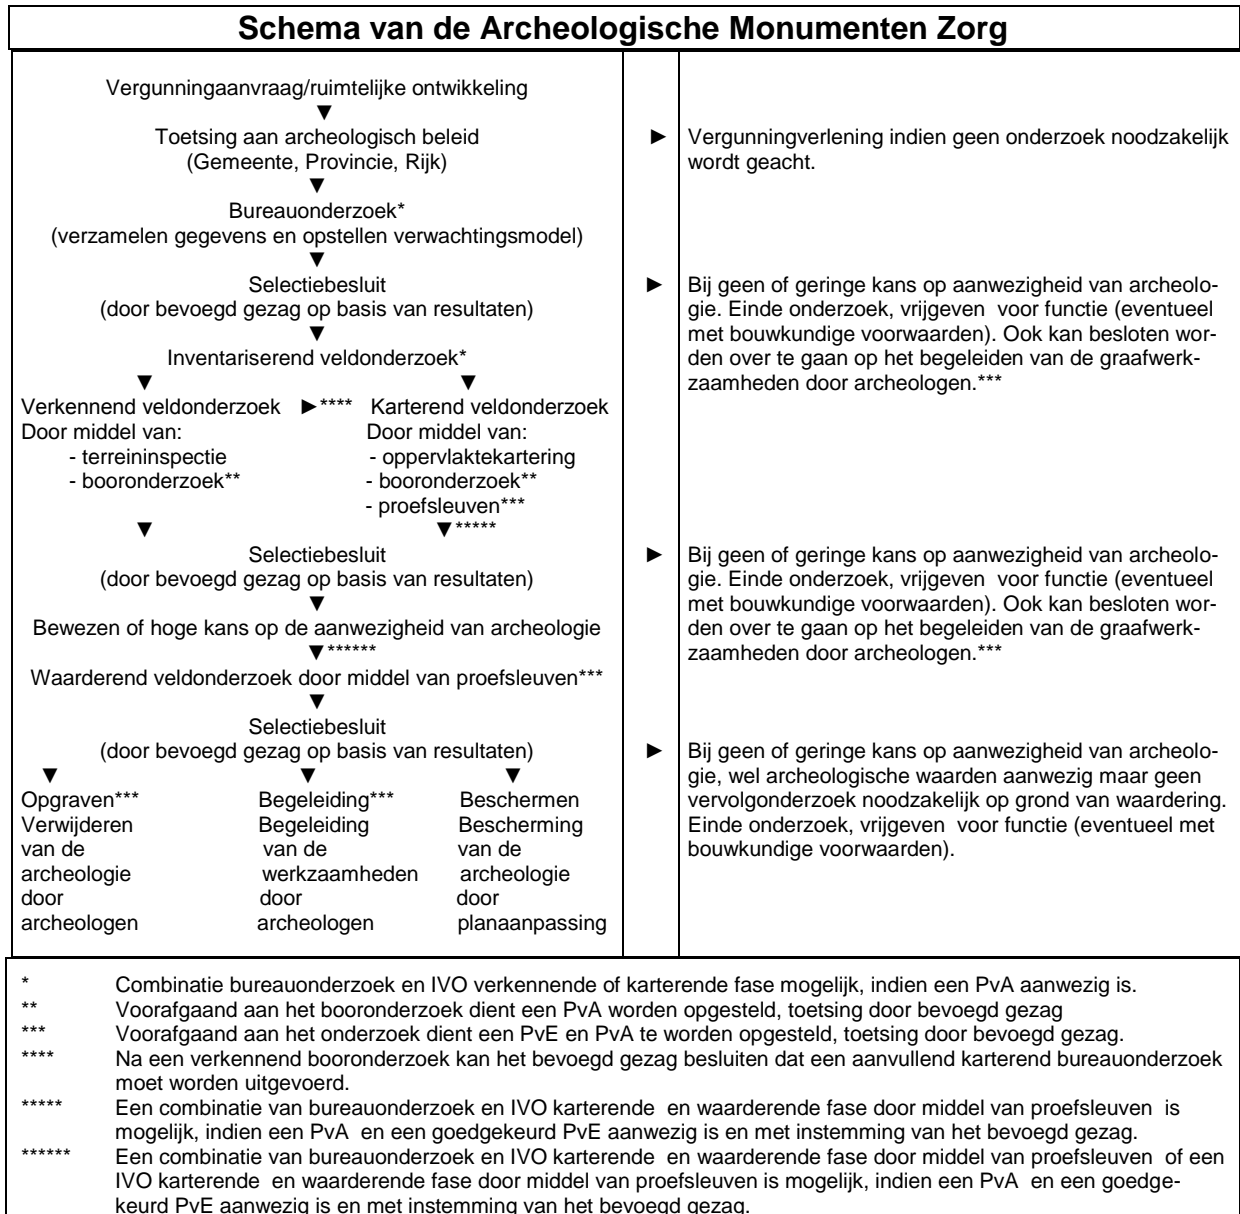 Schema van de Archeologische Monumenten Zorg
Vergunningaanvraag/ruimtelijke ontwikkeling
▼
Toetsing aan archeologisch beleid
(Gemeente, Provincie, Rijk)
► Vergunningverlening indien geen onderzoek noodzakelijk
wordt geacht.
▼
Bureauonderzoek*
(verzamelen gegevens en opstellen verwachtingsmodel)
▼
Selectiebesluit
(door bevoegd gezag op basis van resultaten)
► Bij geen of geringe kans op aanwezigheid van archeolo-
gie. Einde onderzoek, vrijgeven voor functie (eventueel
met bouwkundige voorwaarden). Ook kan besloten wor-
den over te gaan op het begeleiden van de graafwerk-
zaamheden door archeologen.***
▼
Inventariserend veldonderzoek*
▼ ▼
Verkennend veldonderzoek ►**** Karterend veldonderzoek
Door middel van: Door middel van:
- terreininspectie - oppervlaktekartering
- booronderzoek** - booronderzoek**
- proefsleuven***
▼ ▼*****
Selectiebesluit
(door bevoegd gezag op basis van resultaten)
► Bij geen of geringe kans op aanwezigheid van archeolo-
gie. Einde onderzoek, vrijgeven voor functie (eventueel
met bouwkundige voorwaarden). Ook kan besloten wor-
den over te gaan op het begeleiden van de graafwerk-
zaamheden door archeologen.***
▼
Bewezen of hoge kans op de aanwezigheid van archeologie
▼******
Waarderend veldonderzoek door middel van proefsleuven***
▼
Selectiebesluit
(door bevoegd gezag op basis van resultaten)
► Bij geen of geringe kans op aanwezigheid van archeolo-
gie, wel archeologische waarden aanwezig maar geen
vervolgonderzoek noodzakelijk op grond van waardering.
Einde onderzoek, vrijgeven voor functie (eventueel met
bouwkundige voorwaarden).
▼ ▼ ▼
Opgraven*** Begeleiding*** Beschermen
Verwijderen Begeleiding Bescherming
van de van de van de
archeologie werkzaamheden archeologie
door door door
archeologen archeologen planaanpassing
* Combinatie bureauonderzoek en IVO verkennende of karterende fase mogelijk, indien een PvA aanwezig is.
** Voorafgaand aan het booronderzoek dient een PvA worden opgesteld, toetsing door bevoegd gezag
*** Voorafgaand aan het onderzoek dient een PvE en PvA te worden opgesteld, toetsing door bevoegd gezag.
**** Na een verkennend booronderzoek kan het bevoegd gezag besluiten dat een aanvullend karterend bureauonderzoek
moet worden uitgevoerd.
***** Een combinatie van bureauonderzoek en IVO karterende en waarderende fase door middel van proefsleuven is
mogelijk, indien een PvA en een goedgekeurd PvE aanwezig is en met instemming van het bevoegd gezag.
****** Een combinatie van bureauonderzoek en IVO karterende en waarderende fase door middel van proefsleuven of een
IVO karterende en waarderende fase door middel van proefsleuven is mogelijk, indien een PvA en een goedge-
keurd PvE aanwezig is en met instemming van het bevoegd gezag.